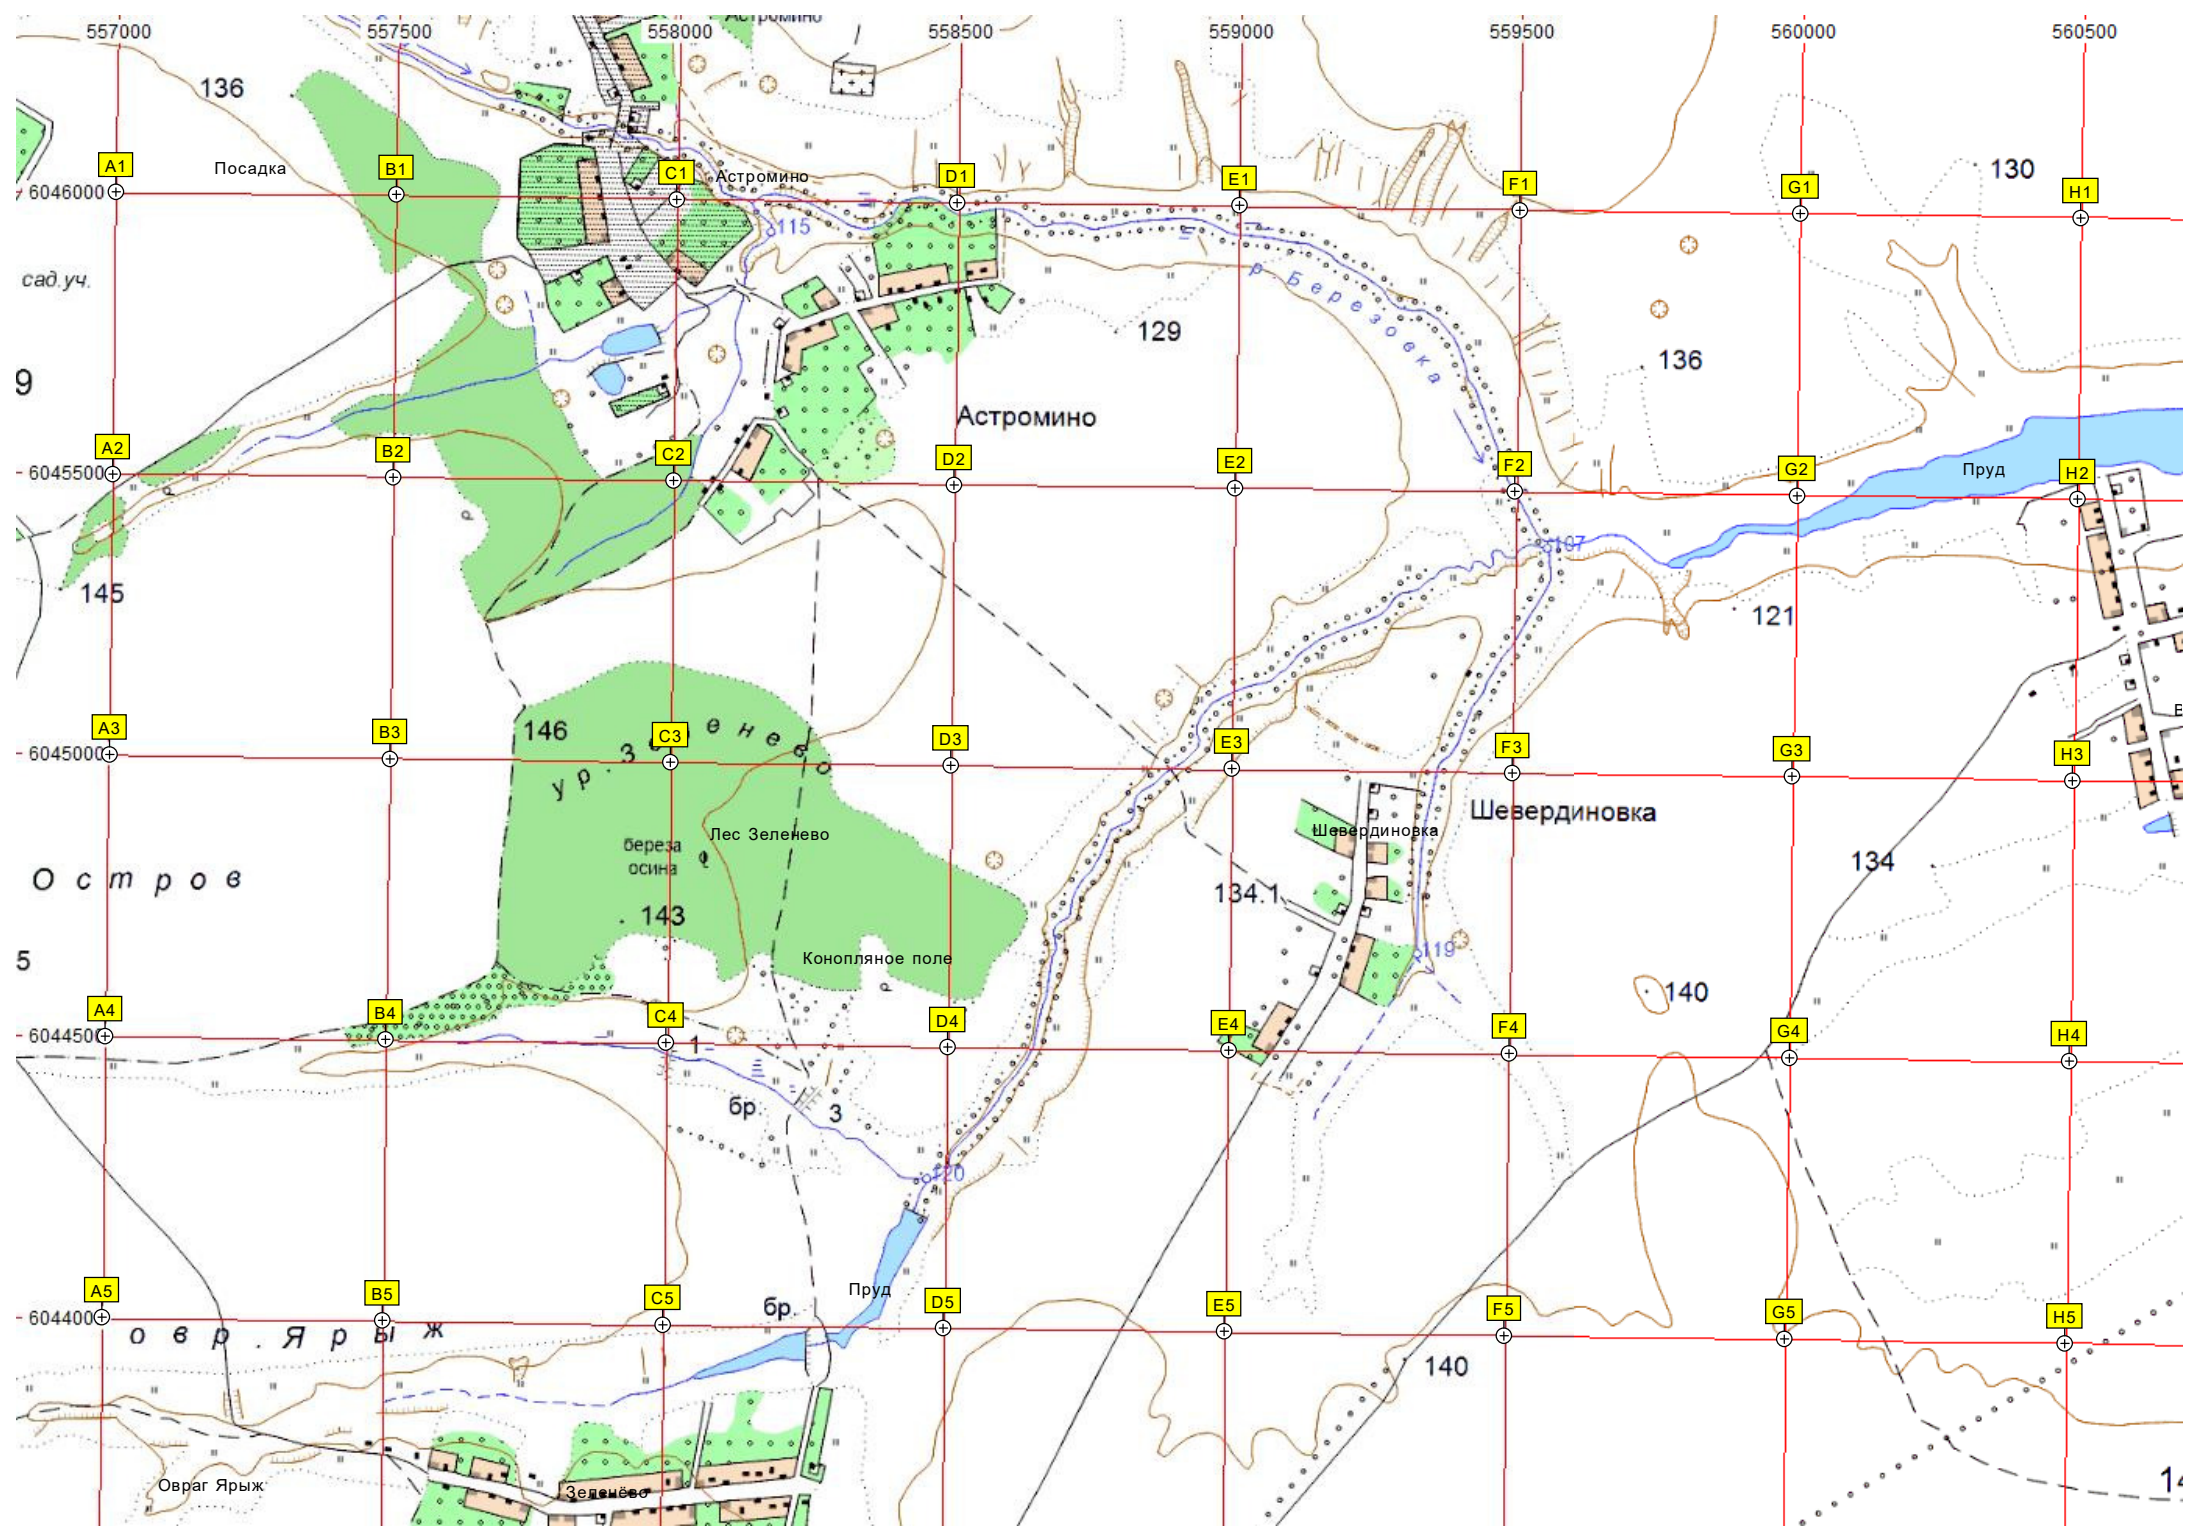 Астромино
557000 557500 558000 558500 559000 559500 560000 560500
136
Посадка
130
A1 B1 C1 D1 E1 F1 G1 H1
Астромино
6046000
115
сад.уч.
р Березовка
129
136
9
Астромино
A2 B2 C2 D2 E2 F2 G2 H2
Пруд
6045500
107
145
121
146
ур. Зеленево
A3 B3 C3 D3 E3 F3 G3 H3
6045000
Шевердиновка
Шевердиновка
Лес Зеленево
береза
осина
134
Остров
134.1
143
119
5
Конопляное поле
140
A4 B4 C4 D4 E4 F4 G4 H4
6044500
1
бр.
3
120
Пруд
A5 B5 C5 D5 E5 F5 G5 H5
бр.
6044000
овр. Ярыж
140
Овраг Ярыж
Зеленёво
14